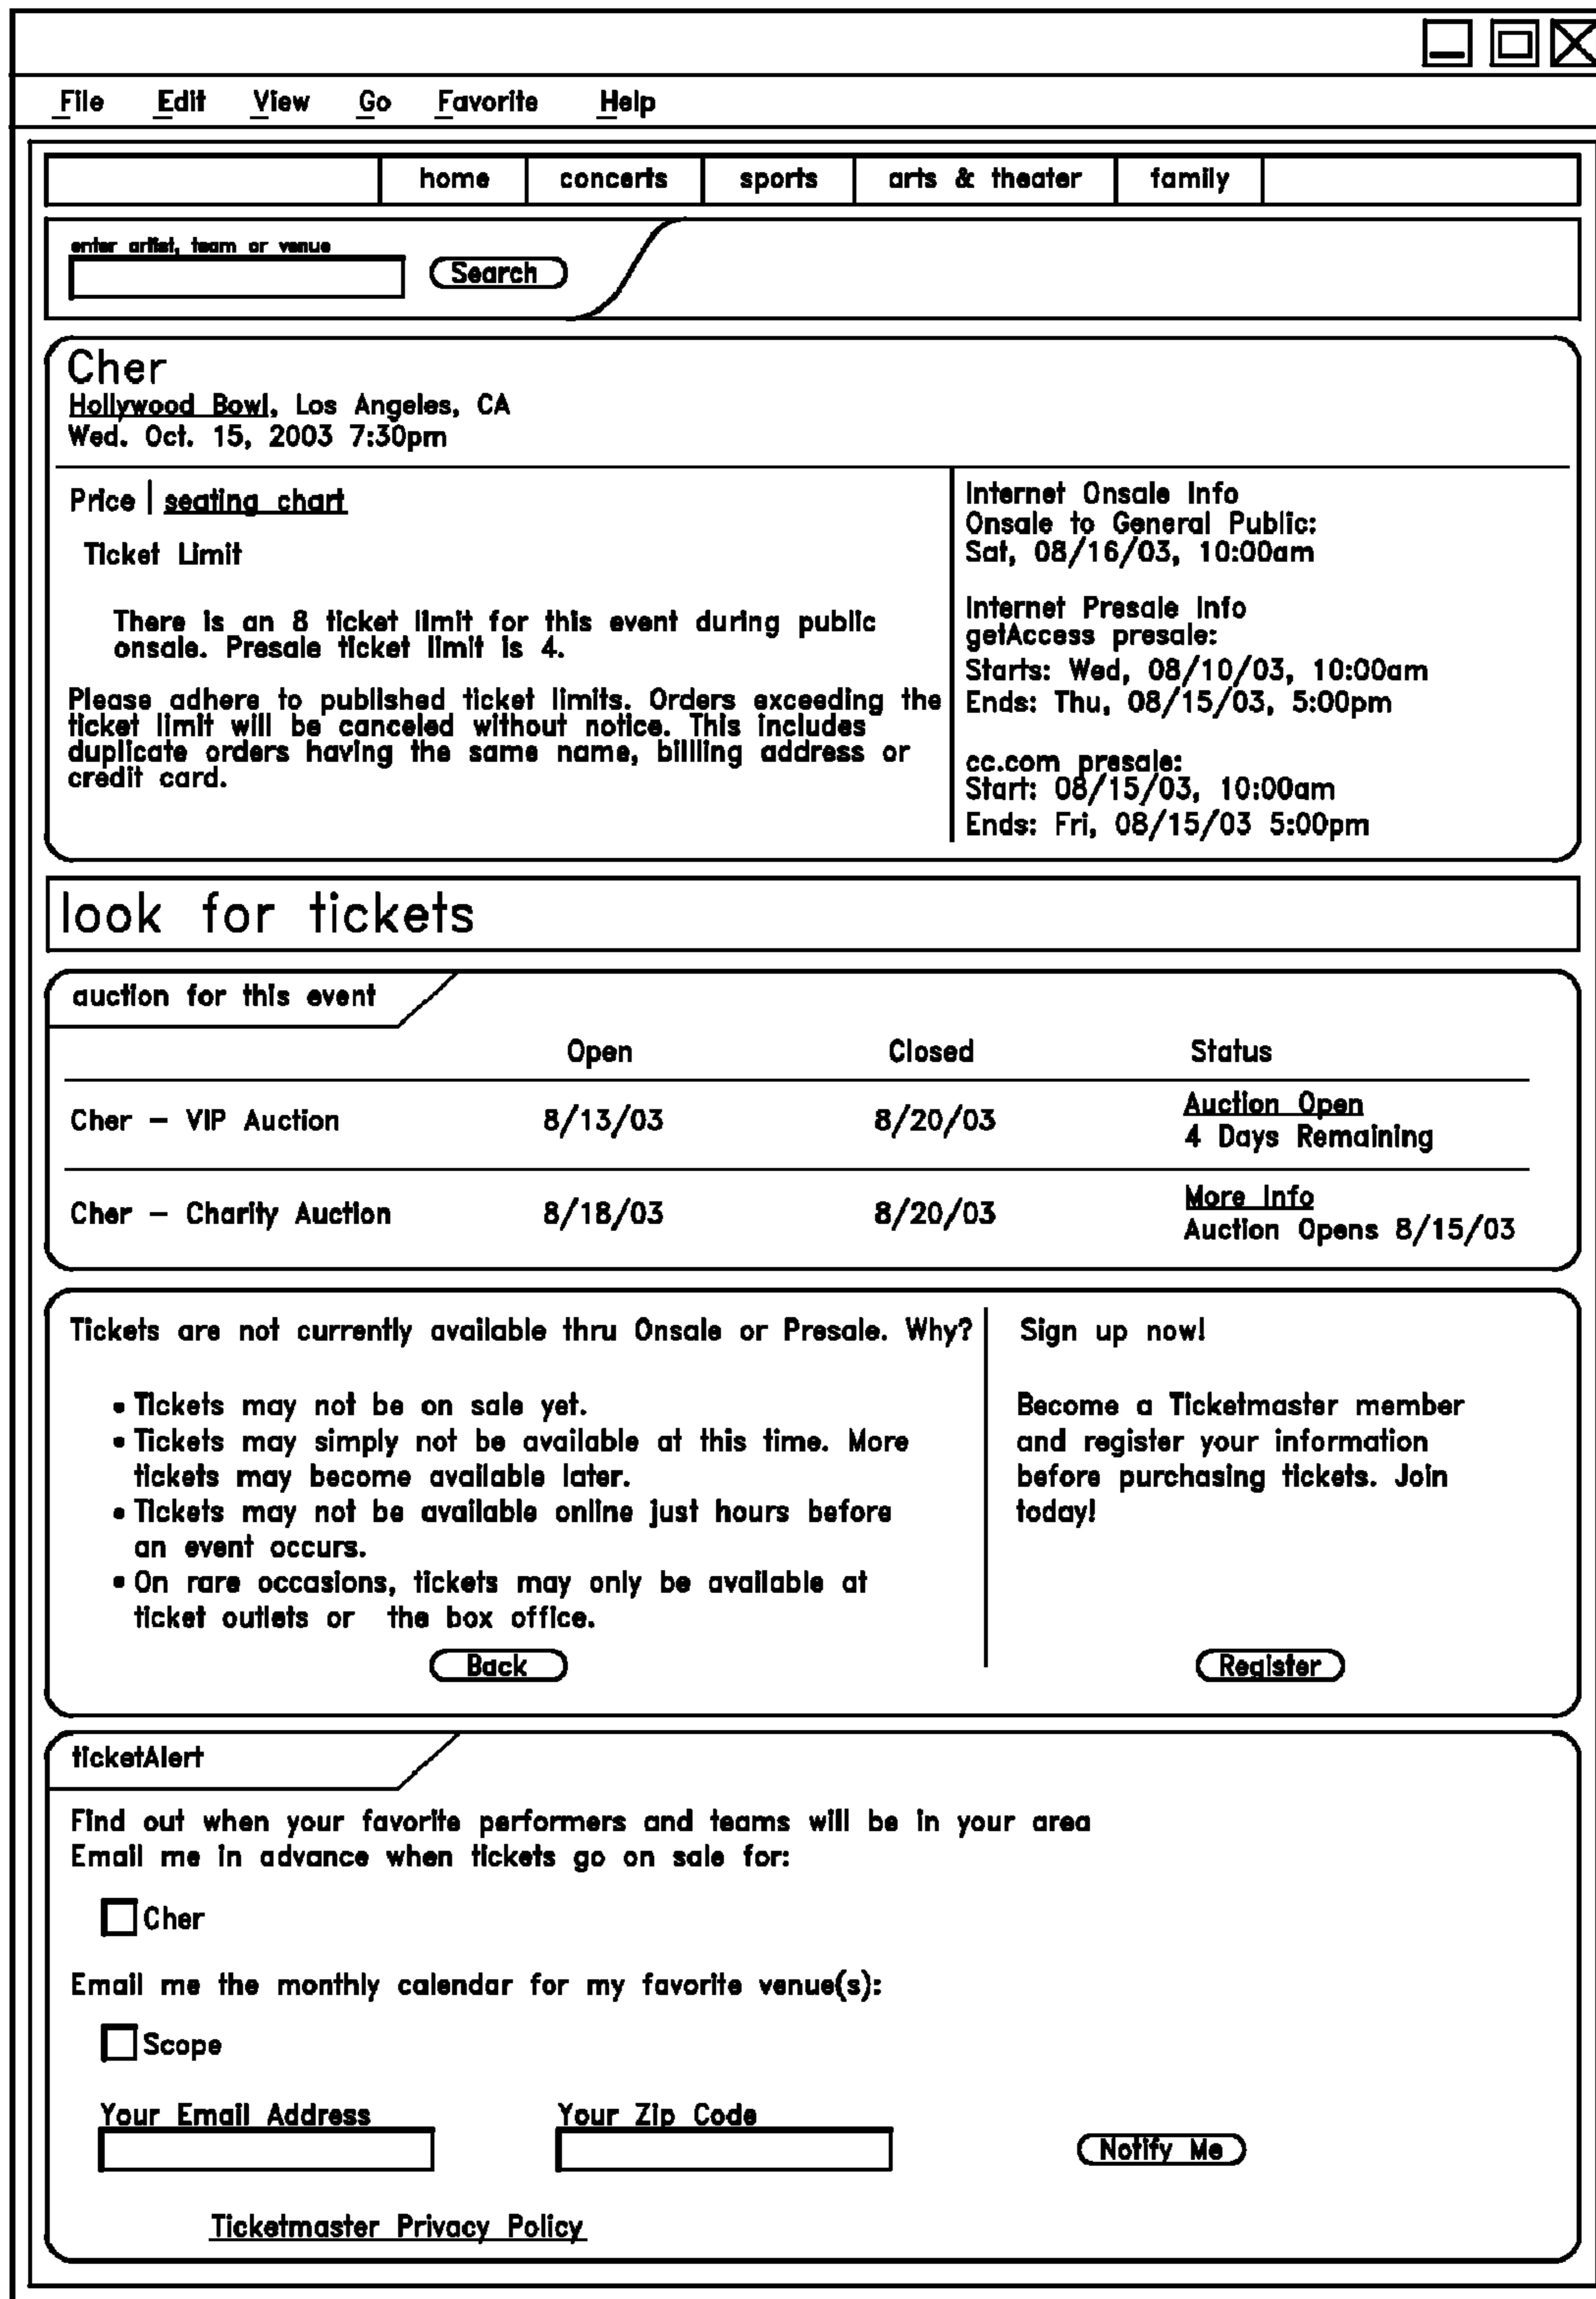 File Edit View Go Favorite Help
home concerts sports arts & theater family
enter artist, team or venue
Search
Cher
Hollywood Bowl, Los Angeles, CA
Wed. Oct. 15, 2003 7:30pm
Price | seating chart
Ticket Limit
There is an 8 ticket limit for this event during public
onsale. Presale ticket limit is 4.
Please adhere to published ticket limits. Orders exceeding the
ticket limit will be canceled without notice. This includes
duplicate orders having the same name, billling address or
credit card.
Internet Onsale Info
Onsale to General Public:
Sat, 08/16/03, 10:00am
Internet Presale Info
getAccess presale:
Starts: Wed, 08/10/03, 10:00am
Ends: Thu, 08/15/03, 5:00pm
cc.com presale:
Start: 08/15/03, 10:00am
Ends: Fri, 08/15/03 5:00pm
look for tickets
auction for this event
Open Closed Status
Cher – VIP Auction 8/13/03 8/20/03 Auction Open
4 Days Remaining
Cher – Charity Auction 8/18/03 8/20/03 More Info
Auction Opens 8/15/03
Tickets are not currently available thru Onsale or Presale. Why?
• Tickets may not be on sale yet.
• Tickets may simply not be available at this time. More
tickets may become available later.
• Tickets may not be available online just hours before
an event occurs.
• On rare occasions, tickets may only be available at
ticket outlets or the box office.
Back
Sign up now!
Become a Ticketmaster member
and register your information
before purchasing tickets. Join
today!
Register
ticketAlert
Find out when your favorite performers and teams will be in your area
Email me in advance when tickets go on sale for:
Cher
Email me the monthly calendar for my favorite venue(s):
Scope
Your Email Address Your Zip Code
Notify Me
Ticketmaster Privacy Policy